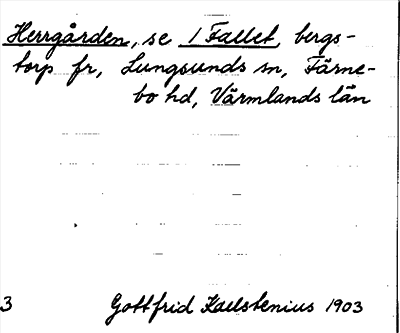 Herrgården, se 1 Fallet, bergs-
torp fr, Lungsunds sn, Färne-
bo hd, Värmlands län
3 Gottfrid Kallstenius 1903